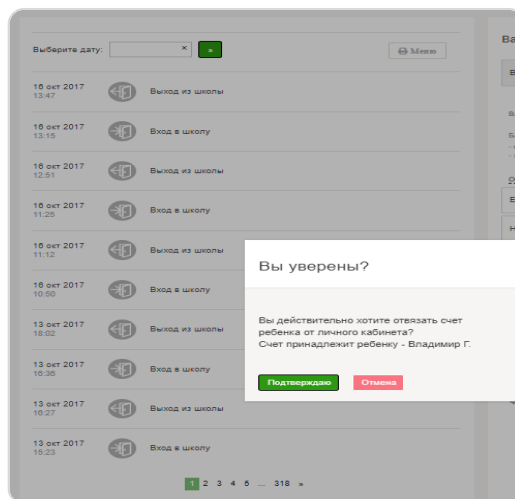 Ва
Выберите дату:
×
»
Меню
16 окт 2017
13:47
Выход из школы
16 окт 2017
13:15
Вход в школу
16 окт 2017
12:51
Выход из школы
16 окт 2017
11:25
Вход в школу
16 окт 2017
11:12
Выход из школы
16 окт 2017
10:50
Вход в школу
13 окт 2017
18:02
Выход из школы
13 окт 2017
16:36
Вход в школу
13 окт 2017
16:27
Выход из школы
13 окт 2017
15:23
Вход в школу
Вы уверены?
Вы действительно хотите отвязать счет
ребенка от личного кабинета?
Счет принадлежит ребенку - Владимир Г.
Подтверждаю
Отмена
1 2 3 4 5 ... 318 »